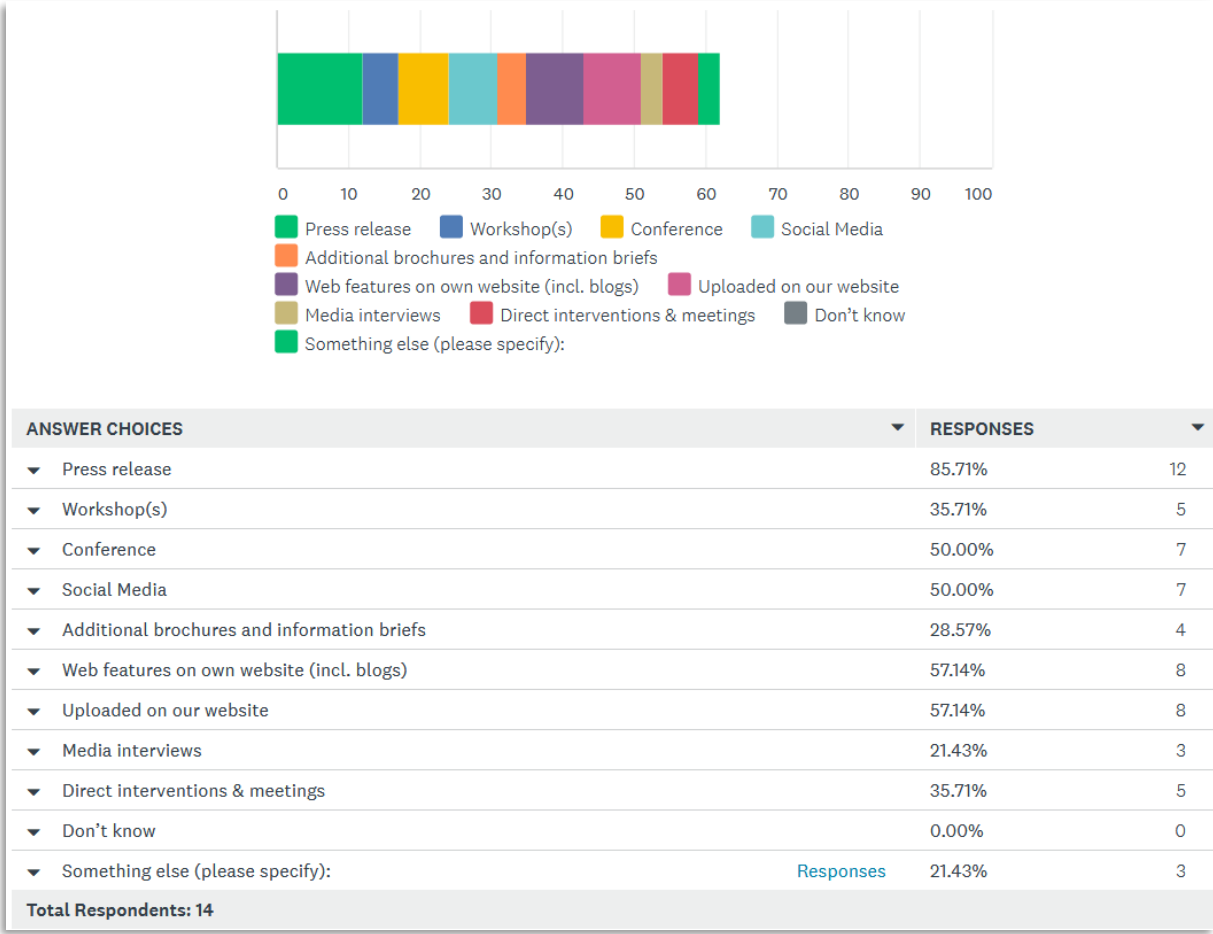 0 10 20 30 40 50 60 70 80 90 100
Press release Workshop(s) Conference Social Media
Additional brochures and information briefs
Web features on own website (incl. blogs) Uploaded on our website
Media interviews Direct interventions & meetings Don’t know
Something else (please specify):
ANSWER CHOICES RESPONSES
Press release 85.71% 12
Workshop(s) 35.71% 5
Conference 50.00% 7
Social Media 50.00% 7
Additional brochures and information briefs 28.57% 4
Web features on own website (incl. blogs) 57.14% 8
Uploaded on our website 57.14% 8
Media interviews 21.43% 3
Direct interventions & meetings 35.71% 5
Don’t know 0.00% 0
Something else (please specify): Responses 21.43% 3
Total Respondents: 14